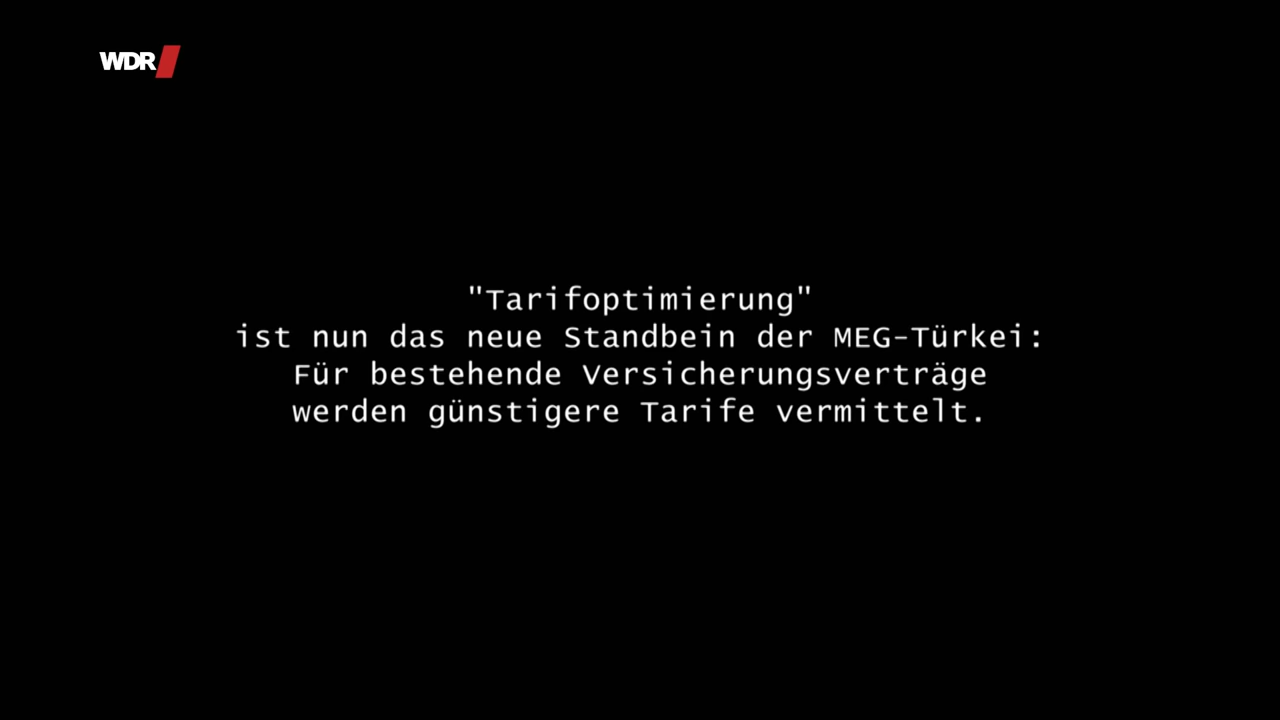 WDR
"Tarifoptimierung"
ist nun das neue Standbein der MEG-Türkei:
Für bestehende Versicherungsverträge
werden günstigere Tarife vermittelt.